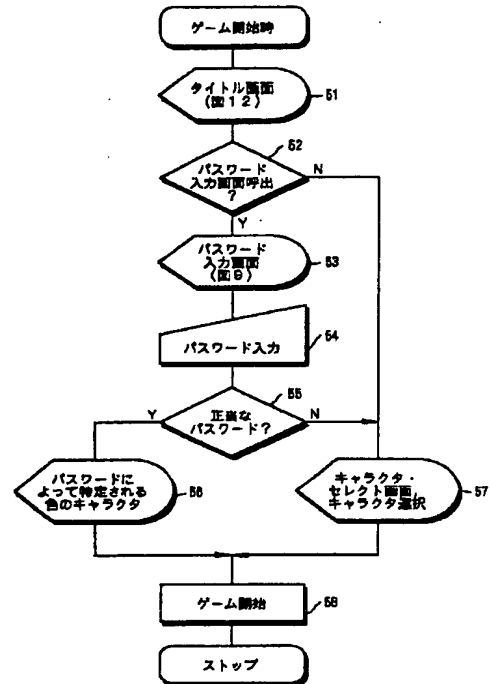 ゲーム開始時
タイトル画面
(図12)
51
52
パスワード
入力画面呼出
?
N
Y
パスワード
入力画面
(図9)
53
54
パスワード入力
55
Y
正当な
パスワード?
N
パスワードに
よって特定される
色のキャラクタ
56
キャラクタ・
セレクト画面,
キャラクタ選択
57
ゲーム開始
58
ストップ